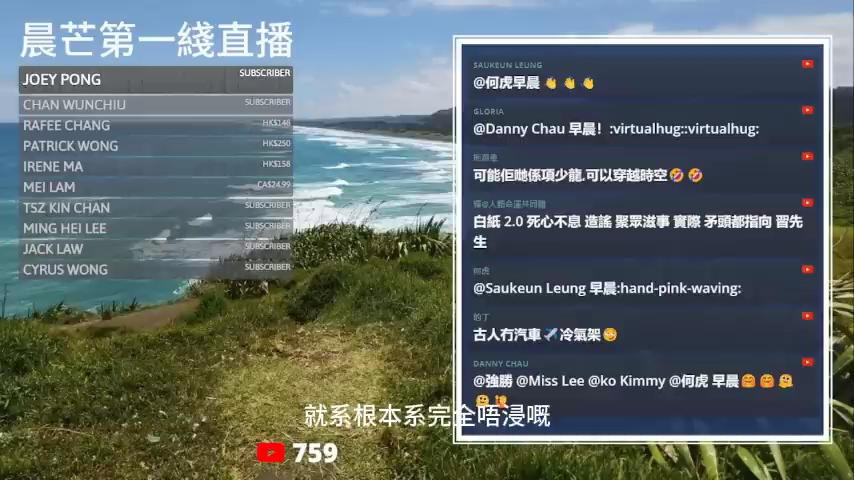 晨芒第一綫直播
JOEY PONG SUBSCRIBER
CHAN WUNCHIU SUBSCRIBER
RAFEE CHANG HK$146
PATRICK WONG HK$250
IRENE MA HK$158
MEI LAM CA$24.99
TSZ KIN CHAN SUBSCRIBER
MING HEI LEE SUBSCRIBER
JACK LAW SUBSCRIBER
CYRUS WONG SUBSCRIBER
SAUKEUN LEUNG
@何虎早晨 👏 👏 👏
GLORIA
@Danny Chau 早晨！:virtualhug::virtualhug:
可能佢哋係項少龍.可以穿越時空🤣 🤣
白紙 2.0 死心不息 造謠 聚眾滋事 實際 矛頭都指向 習先
生
何虎
@Saukeun Leung 早晨:hand-pink-waving:
的丁
古人冇汽車✈️冷氣架😁
DANNY CHAU
@強勝 @Miss Lee @ko Kimmy @何虎 早晨🤗 🤗 🤗
就系根本系完全唔浸嘅
759